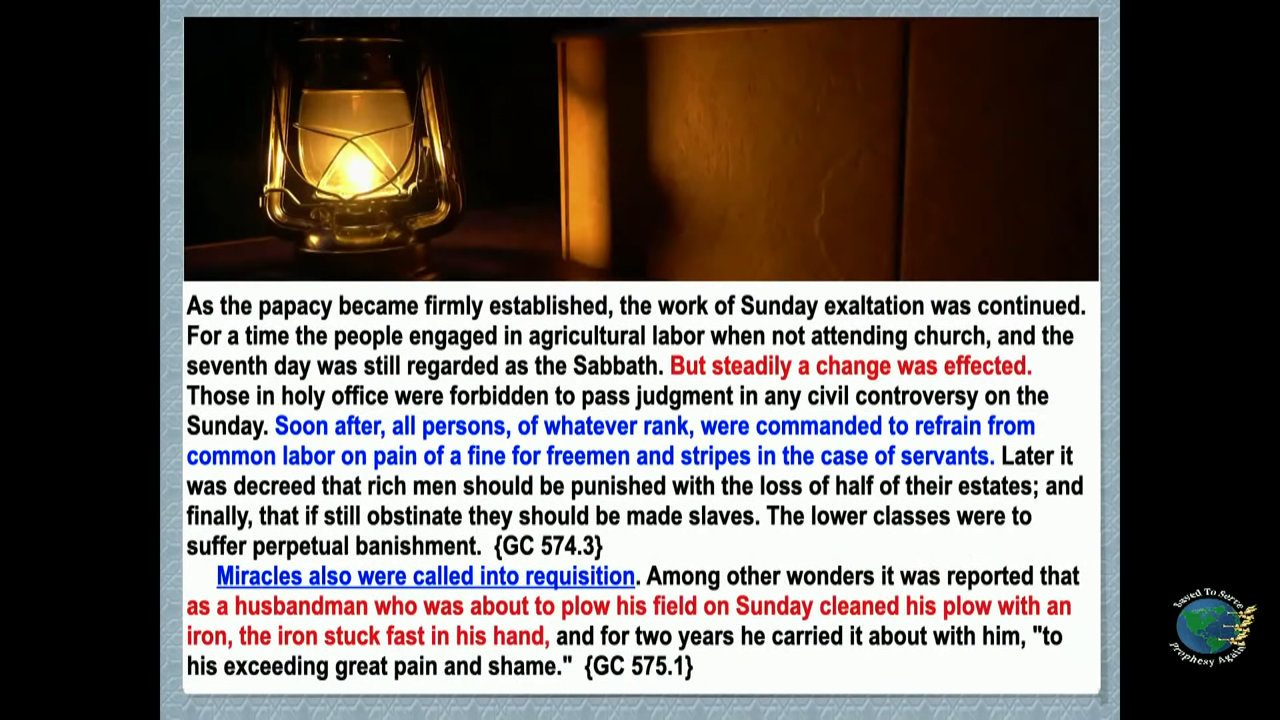 As the papacy became firmly established, the work of Sunday exaltation was continued.
For a time the people engaged in agricultural labor when not attending church, and the
seventh day was still regarded as the Sabbath. But steadily a change was effected.
Those in holy office were forbidden to pass judgment in any civil controversy on the
Sunday. Soon after, all persons, of whatever rank, were commanded to refrain from
common labor on pain of a fine for freemen and stripes in the case of servants. Later it
was decreed that rich men should be punished with the loss of half of their estates; and
finally, that if still obstinate they should be made slaves. The lower classes were to
suffer perpetual banishment. {GC 574.3}
Miracles also were called into requisition. Among other wonders it was reported that
as a husbandman who was about to plow his field on Sunday cleaned his plow with an
iron, the iron stuck fast in his hand, and for two years he carried it about with him, "to
his exceeding great pain and shame." {GC 575.1}
To Serve
Prophesy Again